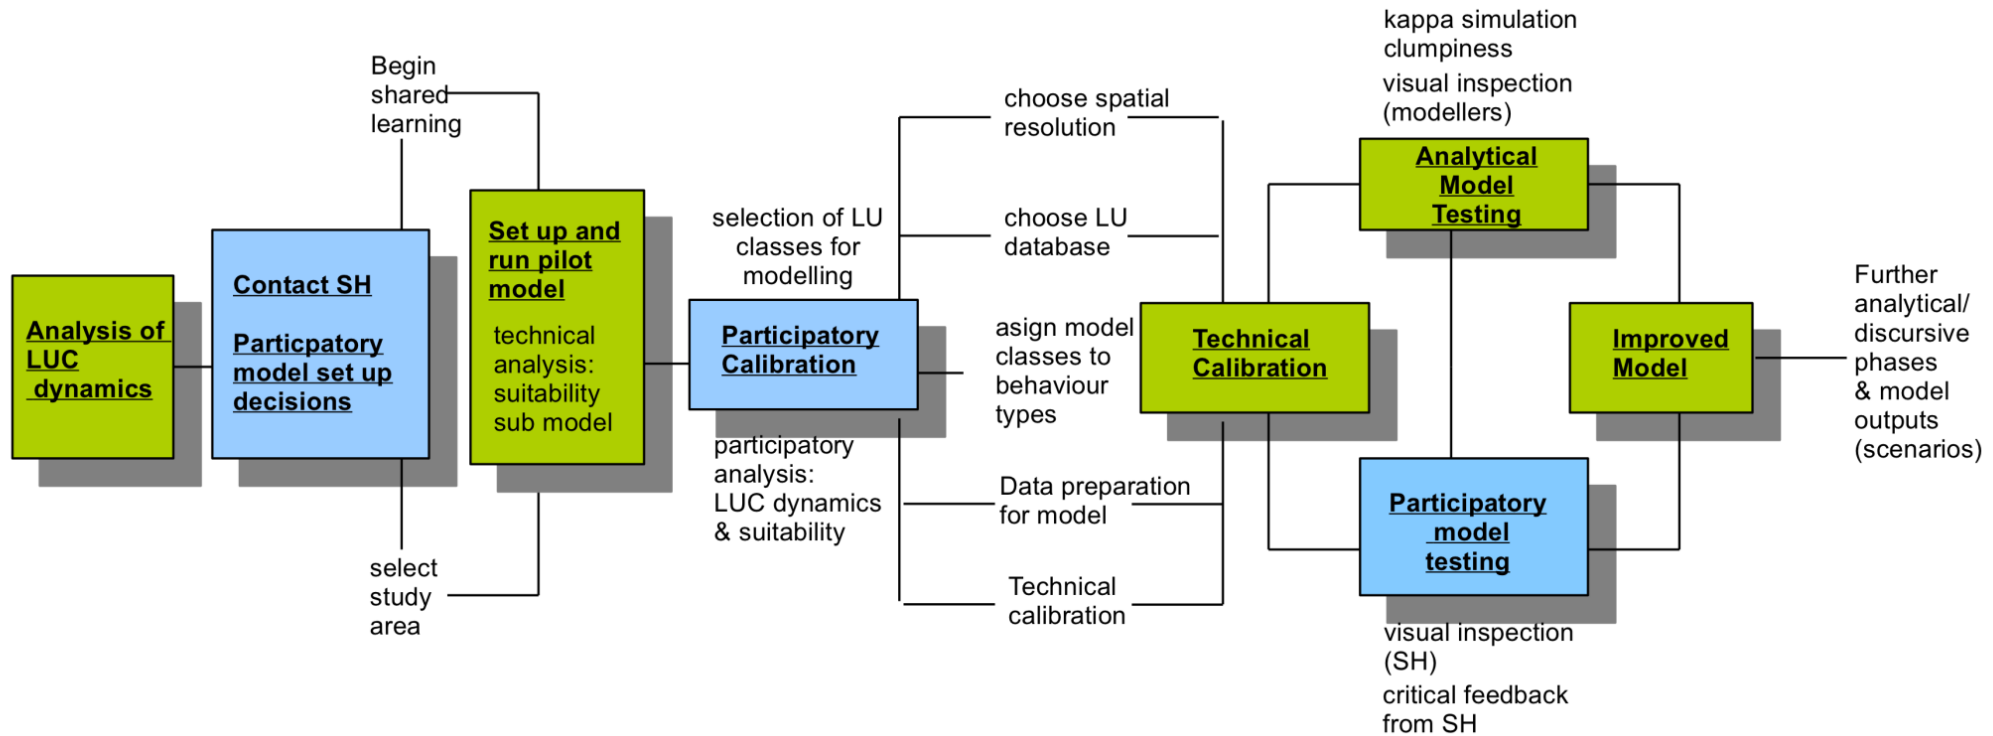 Begin
shared
learning
Analysis of
LUC
dynamics
Contact SH
Particpatory
model set up
decisions
select
study
area
Set up and
run pilot
model
technical
analysis:
suitability
sub model
selection of LU
classes for
modelling
Participatory
Calibration
participatory
analysis:
LUC dynamics
& suitability
choose spatial
resolution
choose LU
database
asign model
classes to
behaviour
types
Data preparation
for model
Technical
calibration
Technical
Calibration
kappa simulation
clumpiness
visual inspection
(modellers)
Analytical
Model
Testing
Participatory
model
testing
visual inspection
(SH)
critical feedback
from SH
Improved
Model
Further
analytical/
discursive
phases
& model
outputs
(scenarios)